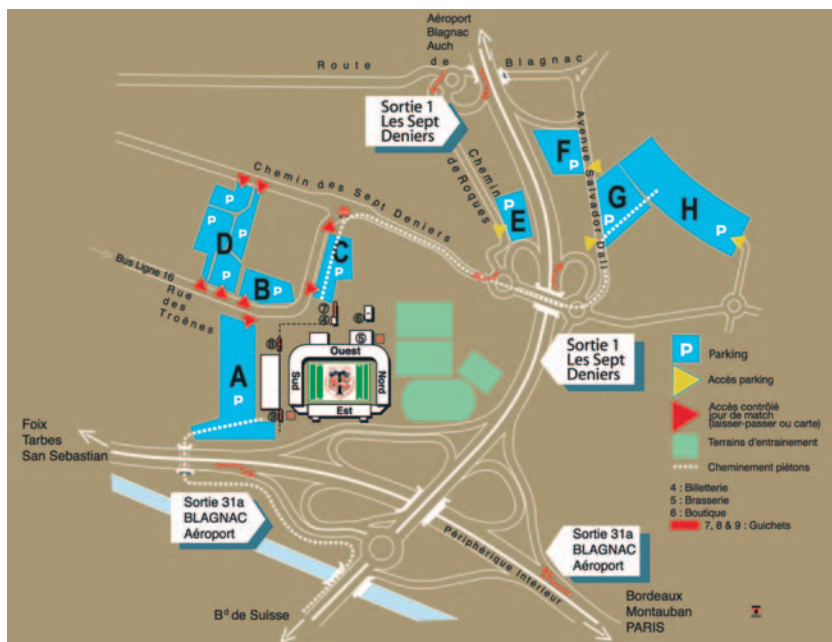 Aéroport
Blagnac
Auch
Route de Blagnac
Sortie 1
Les Sept
Deniers
Chemin de Roques
Avenue Salvador Dali
Chemin des Sept Deniers
F
P
G
P
H
P
E
P
P
P
P
D
P
C
P
B
P
Bus Ligne 16
Rue
des
Troènes
A
P
7
4
6
5
8
9
Ouest
Sud
Nord
Est
Sortie 1
Les Sept
Deniers
P Parking
Accès parking
Accès contrôlé
jour de match
(laisser-passer ou carte)
Terrains d'entrainement
Cheminement piétons
4 : Billetterie
5 : Brasserie
6 : Boutique
7, 8 & 9 : Guichets
Foix
Tarbes
San Sebastian
Sortie 31a
BLAGNAC
Aéroport
Sortie 31a
BLAGNAC
Aéroport
Périphérique Intérieur
Bd de Suisse
Bordeaux
Montauban
PARIS